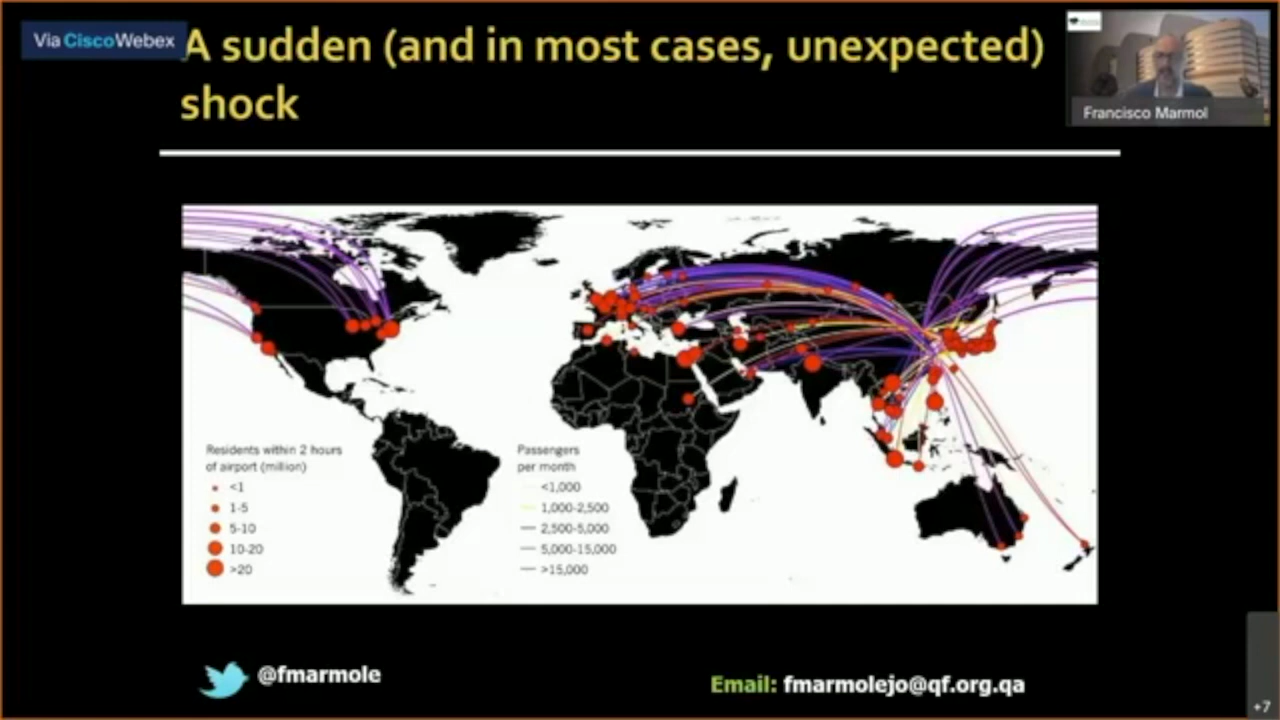 Via CiscoWebex
A sudden (and in most cases, unexpected)
shock
Francisco Marmol
Residents within 2 hours
of airport (million)
<1
1-5
5-10
10-20
>20
Passengers
per month
<1,000
1,000-2,500
2,500-5,000
5,000-15,000
>15,000
@fmarmole
Email: fmarmolejo@qf.org.qa
+7